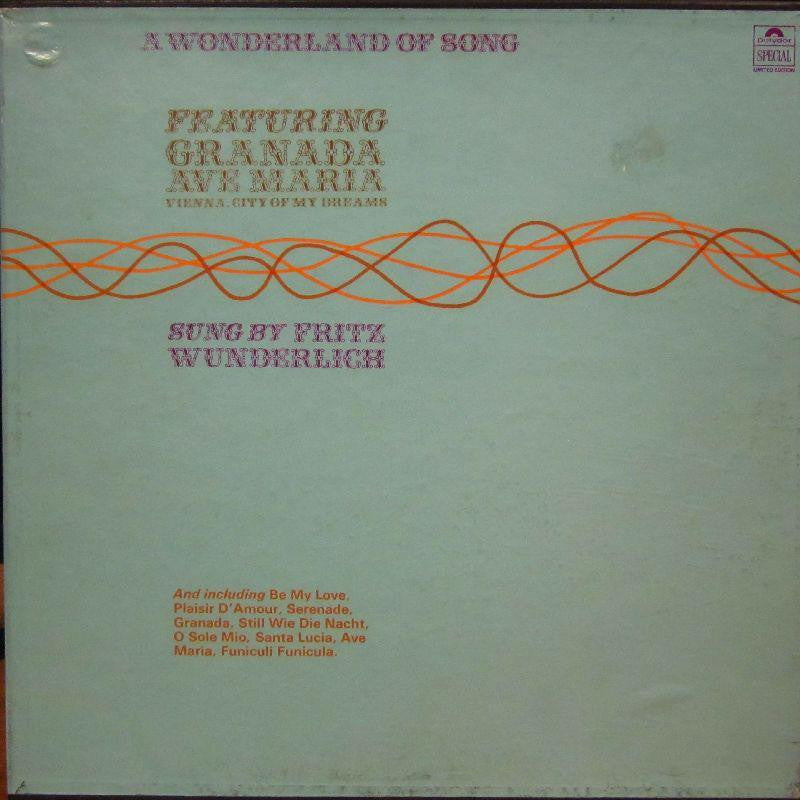 A WONDERLAND OF SONG
Polydor
SPECIAL
LIMITED EDITION
FEATURING
GRANADA
AVE MARIA
VIENNA, CITY OF MY DREAMS
SUNG BY FRITZ
WUNDERLICH
And including Be My Love,
Plaisir D'Amour, Serenade,
Granada, Still Wie Die Nacht,
O Sole Mio, Santa Lucia, Ave
Maria, Funiculi Funicula.